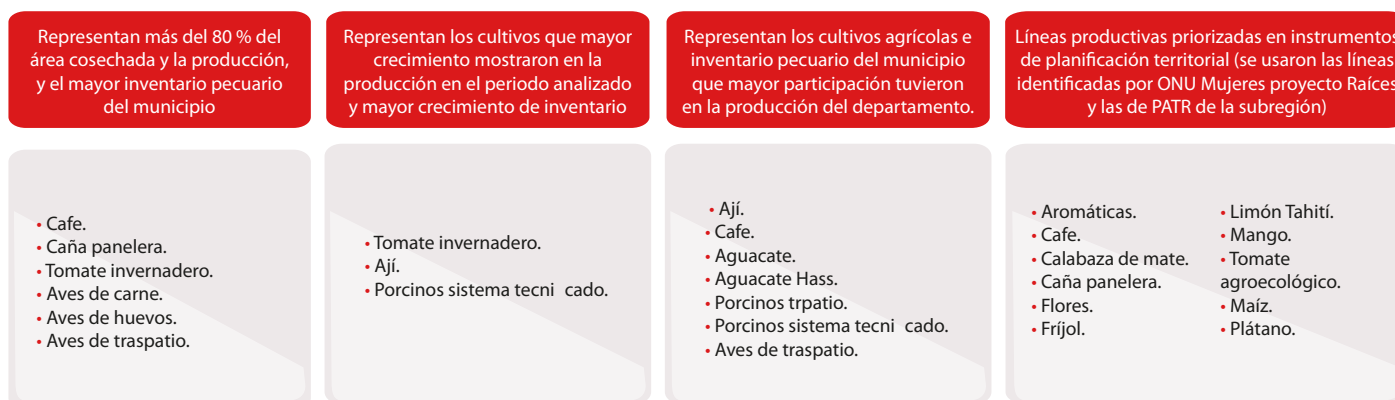 Representan más del 80 % del
área cosechada y la producción,
y el mayor inventario pecuario
del municipio
• Cafe.
• Caña panelera.
• Tomate invernadero.
• Aves de carne.
• Aves de huevos.
• Aves de traspatio.
Representan los cultivos que mayor
crecimiento mostraron en la
producción en el periodo analizado
y mayor crecimiento de inventario
• Tomate invernadero.
• Ají.
• Porcinos sistema tecni cado.
Representan los cultivos agrícolas e
inventario pecuario del municipio
que mayor participación tuvieron
en la producción del departamento.
• Ají.
• Cafe.
• Aguacate.
• Aguacate Hass.
• Porcinos trpatio.
• Porcinos sistema tecni cado.
• Aves de traspatio.
Líneas productivas priorizadas en instrumentos
de planificación territorial (se usaron las líneas
identificadas por ONU Mujeres proyecto Raíces
y las de PATR de la subregión)
• Aromáticas.
• Cafe.
• Calabaza de mate.
• Caña panelera.
• Flores.
• Fríjol.
• Limón Tahití.
• Mango.
• Tomate
agroecológico.
• Maíz.
• Plátano.